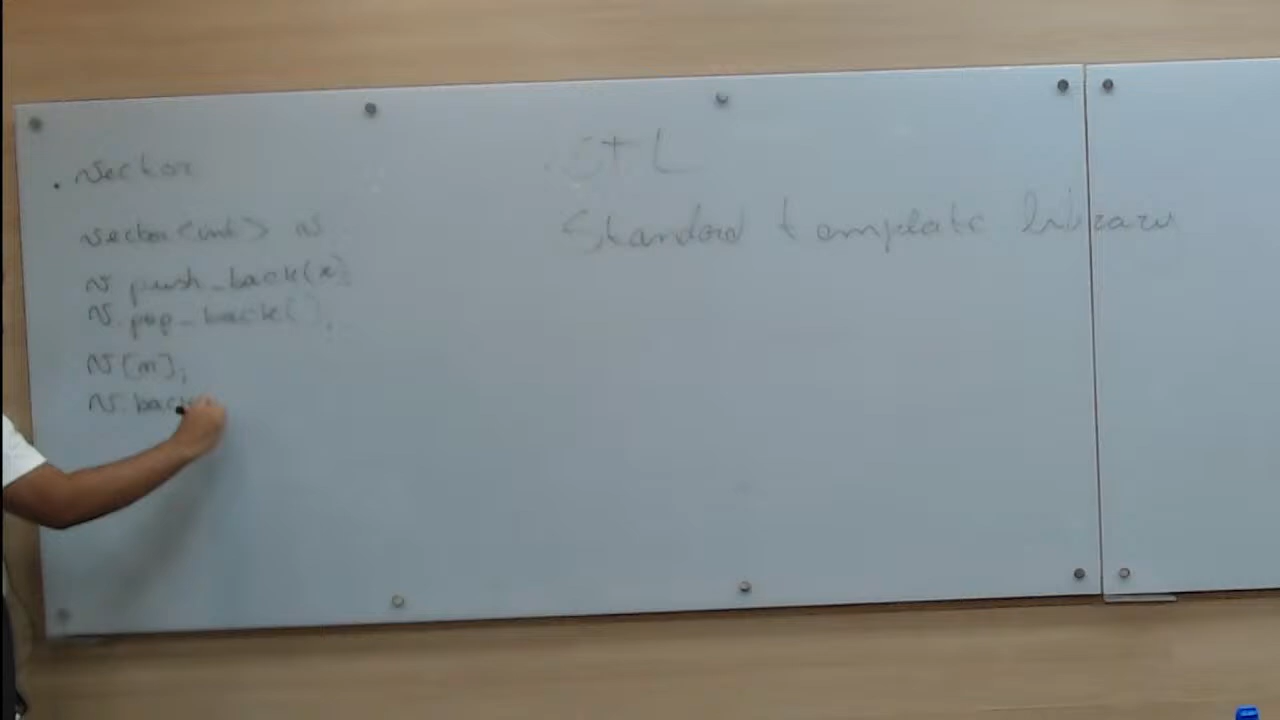 . vector
vector<int> v
v.push_back(x);
v.pop_back();
v[m];
v.back
. STL
Standard template library